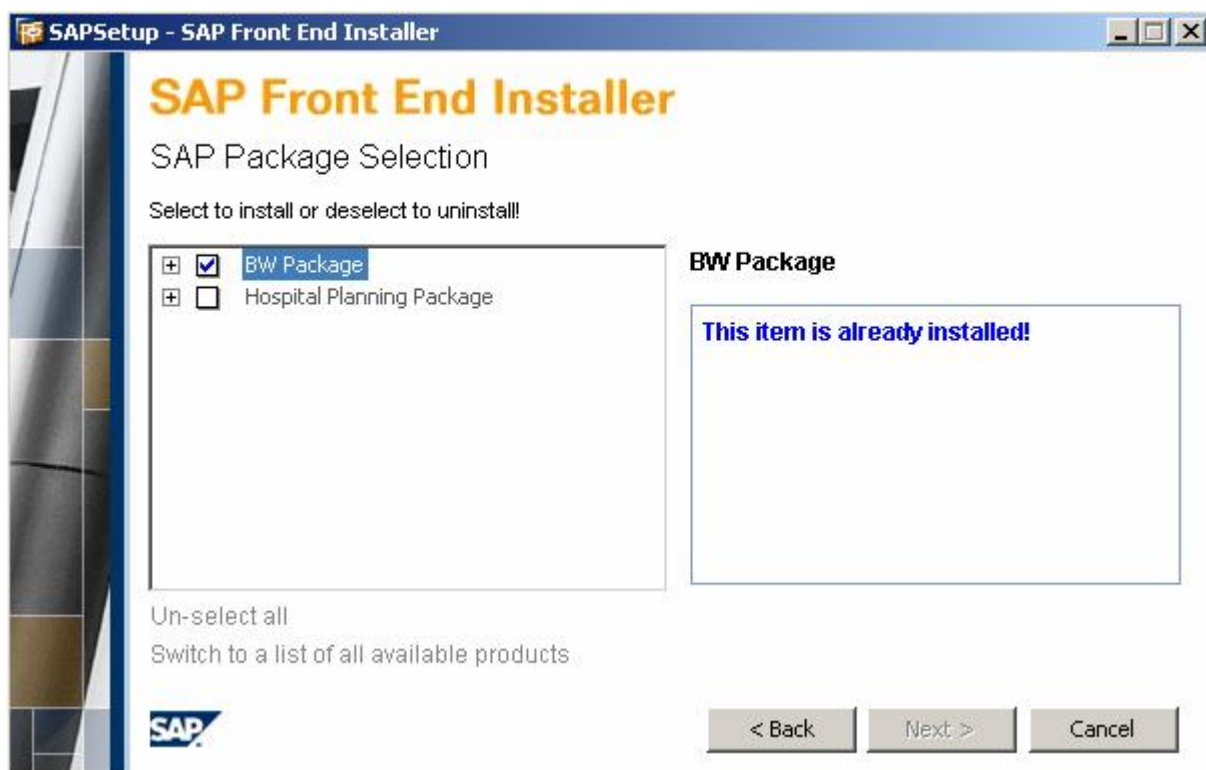 SAPSetup - SAP Front End Installer
SAP Front End Installer
SAP Package Selection
Select to install or deselect to uninstall!
BW Package
Hospital Planning Package
BW Package
This item is already installed!
Un-select all
Switch to a list of all available products
SAP
< Back
Next >
Cancel